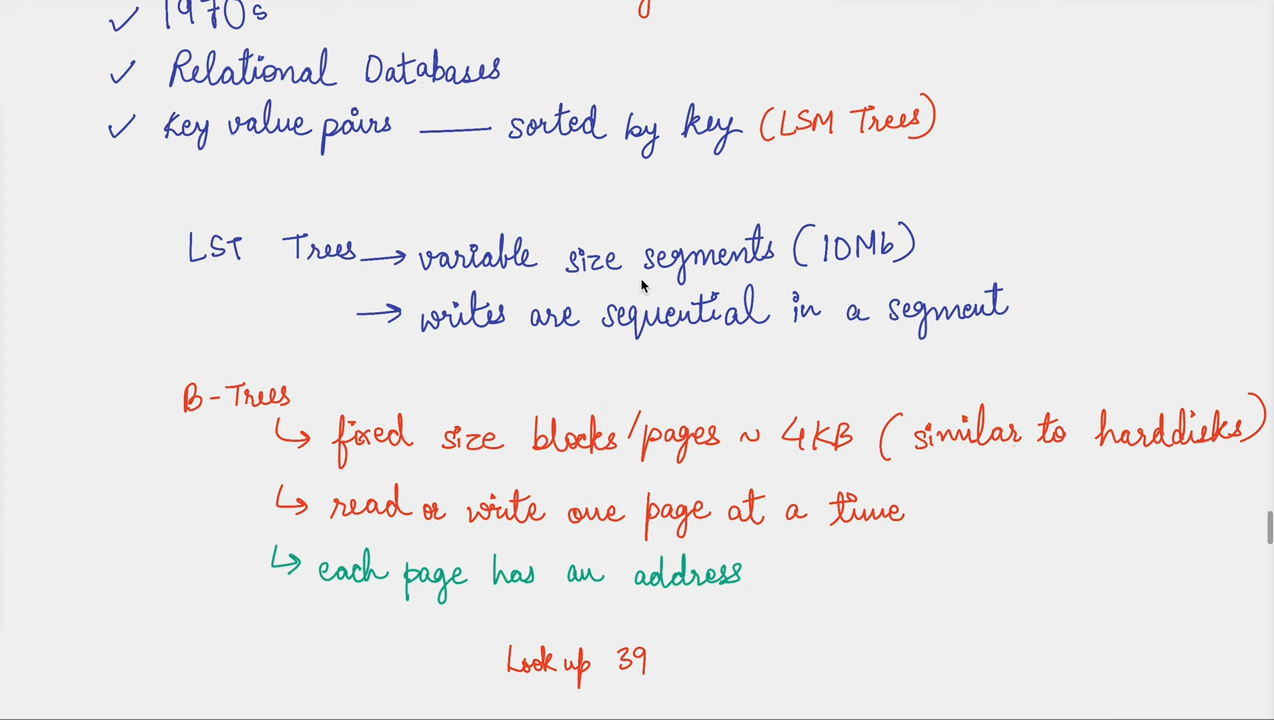 ✓ 1970s
✓ Relational Databases
✓ Key value pairs —— sorted by key (LSM Trees)
LST Trees → variable size segments (10Mb)
→ writes are sequential in a segment
B-Trees
↳ fixed size blocks/pages ~ 4KB (similar to harddisks)
↳ read or write one page at a time
↳ each page has an address
Look up 39